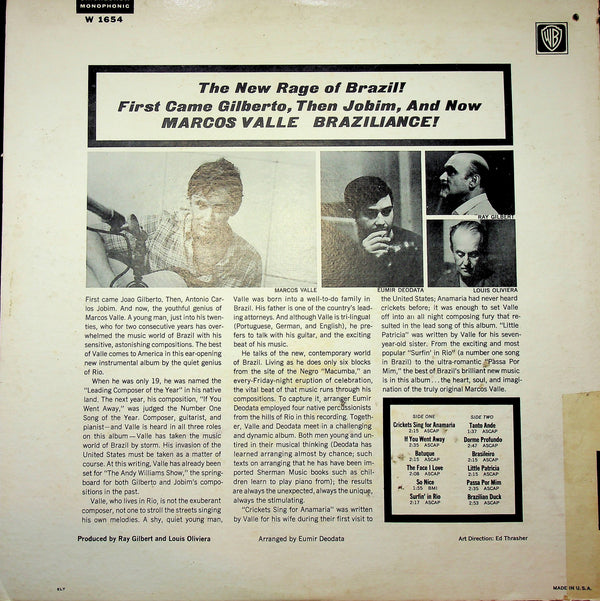 MONOPHONIC
W 1654
WB
The New Rage of Brazil!
First Came Gilberto, Then Jobim, And Now
MARCOS VALLE BRAZILIANCE!
RAY GILBERT
MARCOS VALLE
EUMIR DEODATA
LOUIS OLIVIERA
First came Joao Gilberto, Then, Antonio Car-
los Jobim. And now, the youthful genius of
Marcos Valle. A young man, just into his twen-
ties, who for two consecutive years has over-
whelmed the music world of Brazil with his
sensitive, astonishing compositions. The best
of Valle comes to America in this ear-opening
new instrumental album by the quiet genius
of Rio.
When he was only 19, he was named the
"Leading Composer of the Year" in his native
land. The next year, his composition, "If You
Went Away," was judged the Number One
Song of the Year. Composer, guitarist, and
pianist—and Valle is heard in all three roles
on this album—Valle has taken the music
world of Brazil by storm. His invasion of the
United States must be taken as a matter of
course. At this writing, Valle has already been
set for "The Andy Williams Show," the spring-
board for both Gilberto and Jobim's compo-
sitions in the past.
Valle, who lives in Rio, is not the exuberant
composer, not one to stroll the streets singing
his own melodies. A shy, quiet young man,
Valle was born into a well-to-do family in
Brazil. His father is one of the country's lead-
ing attorneys. And although Valle is tri-lingual
(Portuguese, German, and English), he pre-
fers to talk with his guitar, and the exciting
beat of his music.
He talks of the new, contemporary world
of Brazil. Living as he does only six blocks
from the site of the Negro "Macumba," an
every-Friday-night eruption of celebration,
the vital beat of that music runs through his
compositions. To capture it, arranger Eumir
Deodata employed four native percussionists
from the hills of Rio in this recording. Togeth-
er, Valle and Deodata meet in a challenging
and dynamic album. Both men young and un-
tired in their musical thinking (Deodata has
learned arranging almost by chance; such
texts on arranging that he has have been im-
ported Sherman Music books such as chil-
dren learn to play piano from); the results
are always the unexpected, always the unique,
always the stimulating.
"Crickets Sing for Anamaria" was written
by Valle for his wife during their first visit to
the United States; Anamaria had never heard
crickets before; it was enough to set Valle
off into an all night composing fury that re-
sulted in the lead song of this album. "Little
Patricia" was written by Valle for his seven-
year-old sister. From the exciting and most
popular "Surfin' in Rio" (a number one song
in Brazil) to the ultra-romantic "Passa Por
Mim," the best of Brazil's brilliant new music
is in this album... the heart, soul, and imagi-
nation of the truly original Marcos Valle.
SIDE ONE
Crickets Sing for Anamaria
2:15 ASCAP
If You Went Away
2:35 ASCAP
Batuque
2:15 ASCAP
The Face I Love
2:08 ASCAP
So Nice
1:55 BMI
Surfin' in Rio
2:17 ASCAP
SIDE TWO
Tanto Ande
1:37 ASCAP
Dorme Profundo
2:47 ASCAP
Brasileiro
2:15 ASCAP
Little Patricia
2:15 ASCAP
Passa Por Mim
2:35 ASCAP
Brazilian Duck
2:53 ASCAP
Produced by Ray Gilbert and Louis Oliviera
Arranged by Eumir Deodata
Art Direction: Ed Thrasher
MADE IN U.S.A.